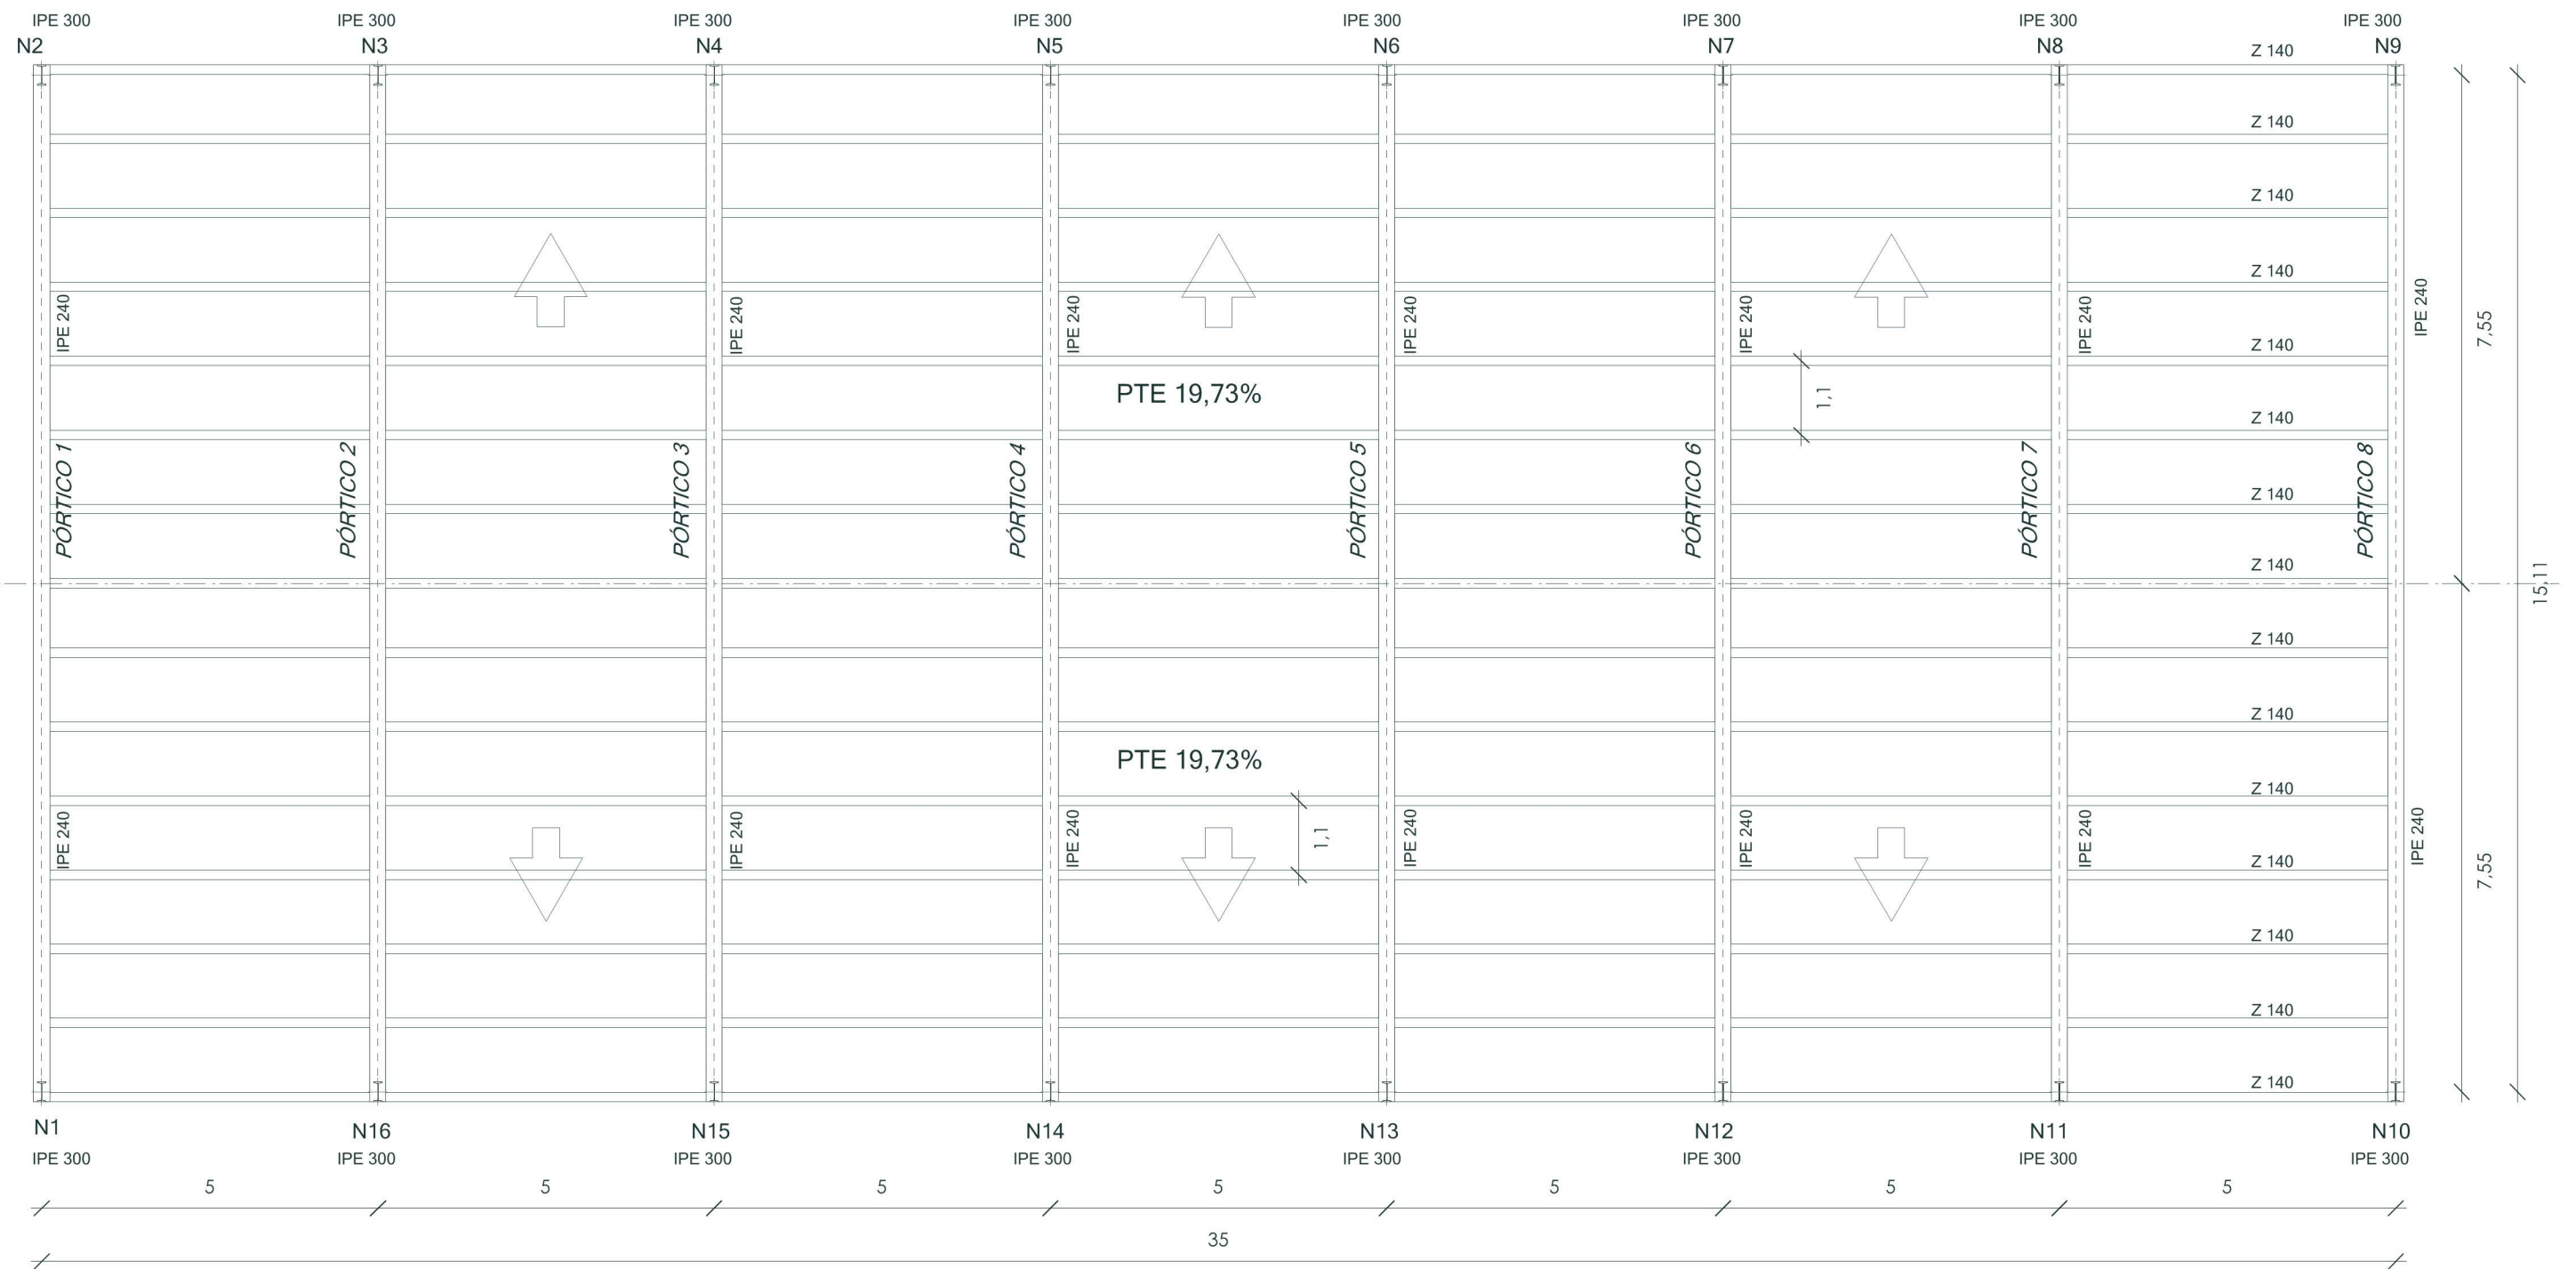 IPE 300 IPE 300 IPE 300 IPE 300 IPE 300 IPE 300 IPE 300 IPE 300
N2 N3 N4 N5 N6 N7 N8 N9
Z 140
Z 140
Z 140
Z 140
IPE 240 IPE 240 IPE 240 IPE 240 IPE 240 IPE 240 IPE 240
7,55
Z 140
PTE 19,73%
1,1
Z 140
PÓRTICO 1 PÓRTICO 2 PÓRTICO 3 PÓRTICO 4 PÓRTICO 5 PÓRTICO 6 PÓRTICO 7 PÓRTICO 8
Z 140
Z 140
15,11
Z 140
Z 140
PTE 19,73%
Z 140
IPE 240 IPE 240 IPE 240 IPE 240 IPE 240 IPE 240 IPE 240
1,1
Z 140
7,55
Z 140
Z 140
Z 140
N1 N16 N15 N14 N13 N12 N11 N10
IPE 300 IPE 300 IPE 300 IPE 300 IPE 300 IPE 300 IPE 300 IPE 300
5 5 5 5 5 5 5
35